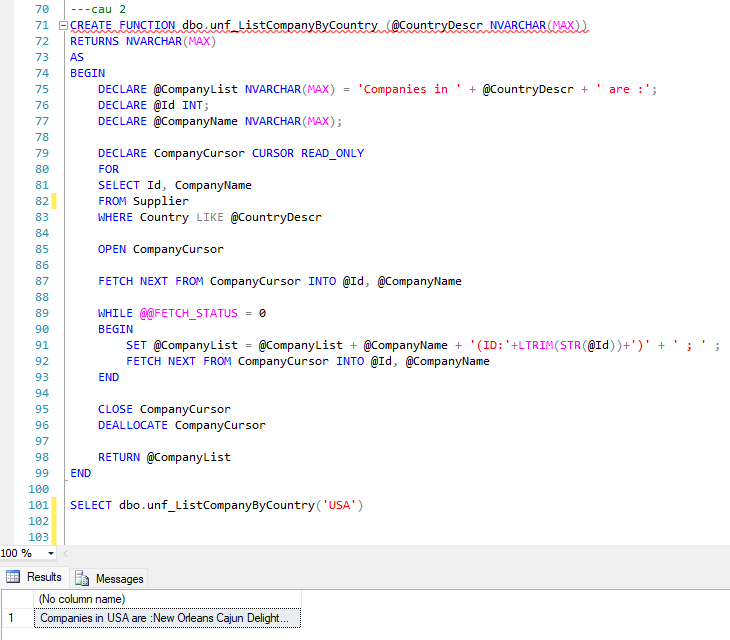 70 ---cau 2
71 CREATE FUNCTION dbo.unf_ListCompanyByCountry (@CountryDescr NVARCHAR(MAX))
72 RETURNS NVARCHAR(MAX)
73 AS
74 BEGIN
75 DECLARE @CompanyList NVARCHAR(MAX) = 'Companies in ' + @CountryDescr + ' are :';
76 DECLARE @Id INT;
77 DECLARE @CompanyName NVARCHAR(MAX);
78
79 DECLARE CompanyCursor CURSOR READ_ONLY
80 FOR
81 SELECT Id, CompanyName
82 FROM Supplier
83 WHERE Country LIKE @CountryDescr
84
85 OPEN CompanyCursor
86
87 FETCH NEXT FROM CompanyCursor INTO @Id, @CompanyName
88
89 WHILE @@FETCH_STATUS = 0
90 BEGIN
91 SET @CompanyList = @CompanyList + @CompanyName + '(ID:'+LTRIM(STR(@Id))+')' + ' ; ' ;
92 FETCH NEXT FROM CompanyCursor INTO @Id, @CompanyName
93 END
94
95 CLOSE CompanyCursor
96 DEALLOCATE CompanyCursor
97
98 RETURN @CompanyList
99 END
100
101 SELECT dbo.unf_ListCompanyByCountry('USA')
102
103
100 %
Results Messages
(No column name)
1 Companies in USA are :New Orleans Cajun Delight...